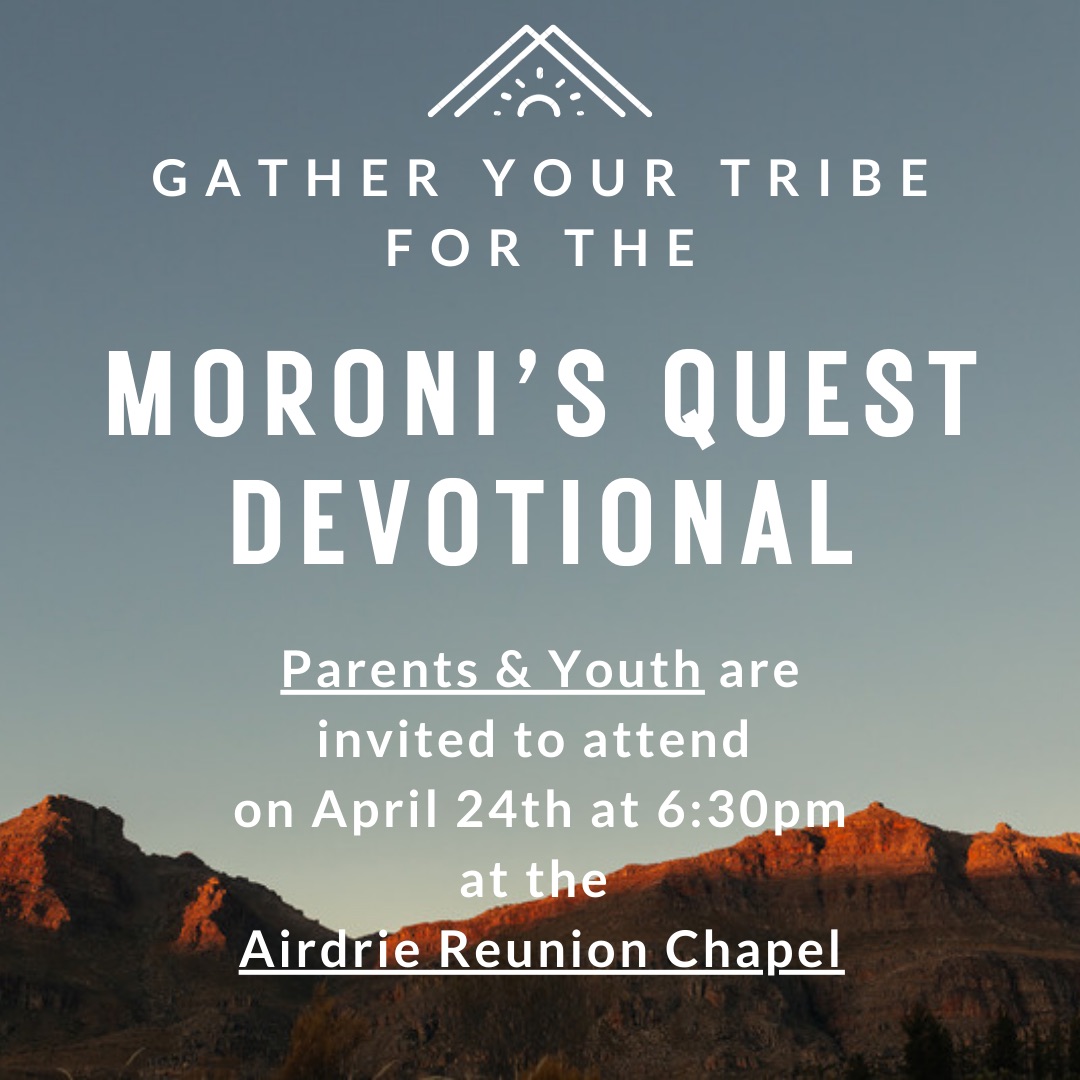 GATHER YOUR TRIBE
FOR THE
MORONI’S QUEST
DEVOTIONAL
Parents & Youth are
invited to attend
on April 24th at 6:30pm
at the
Airdrie Reunion Chapel